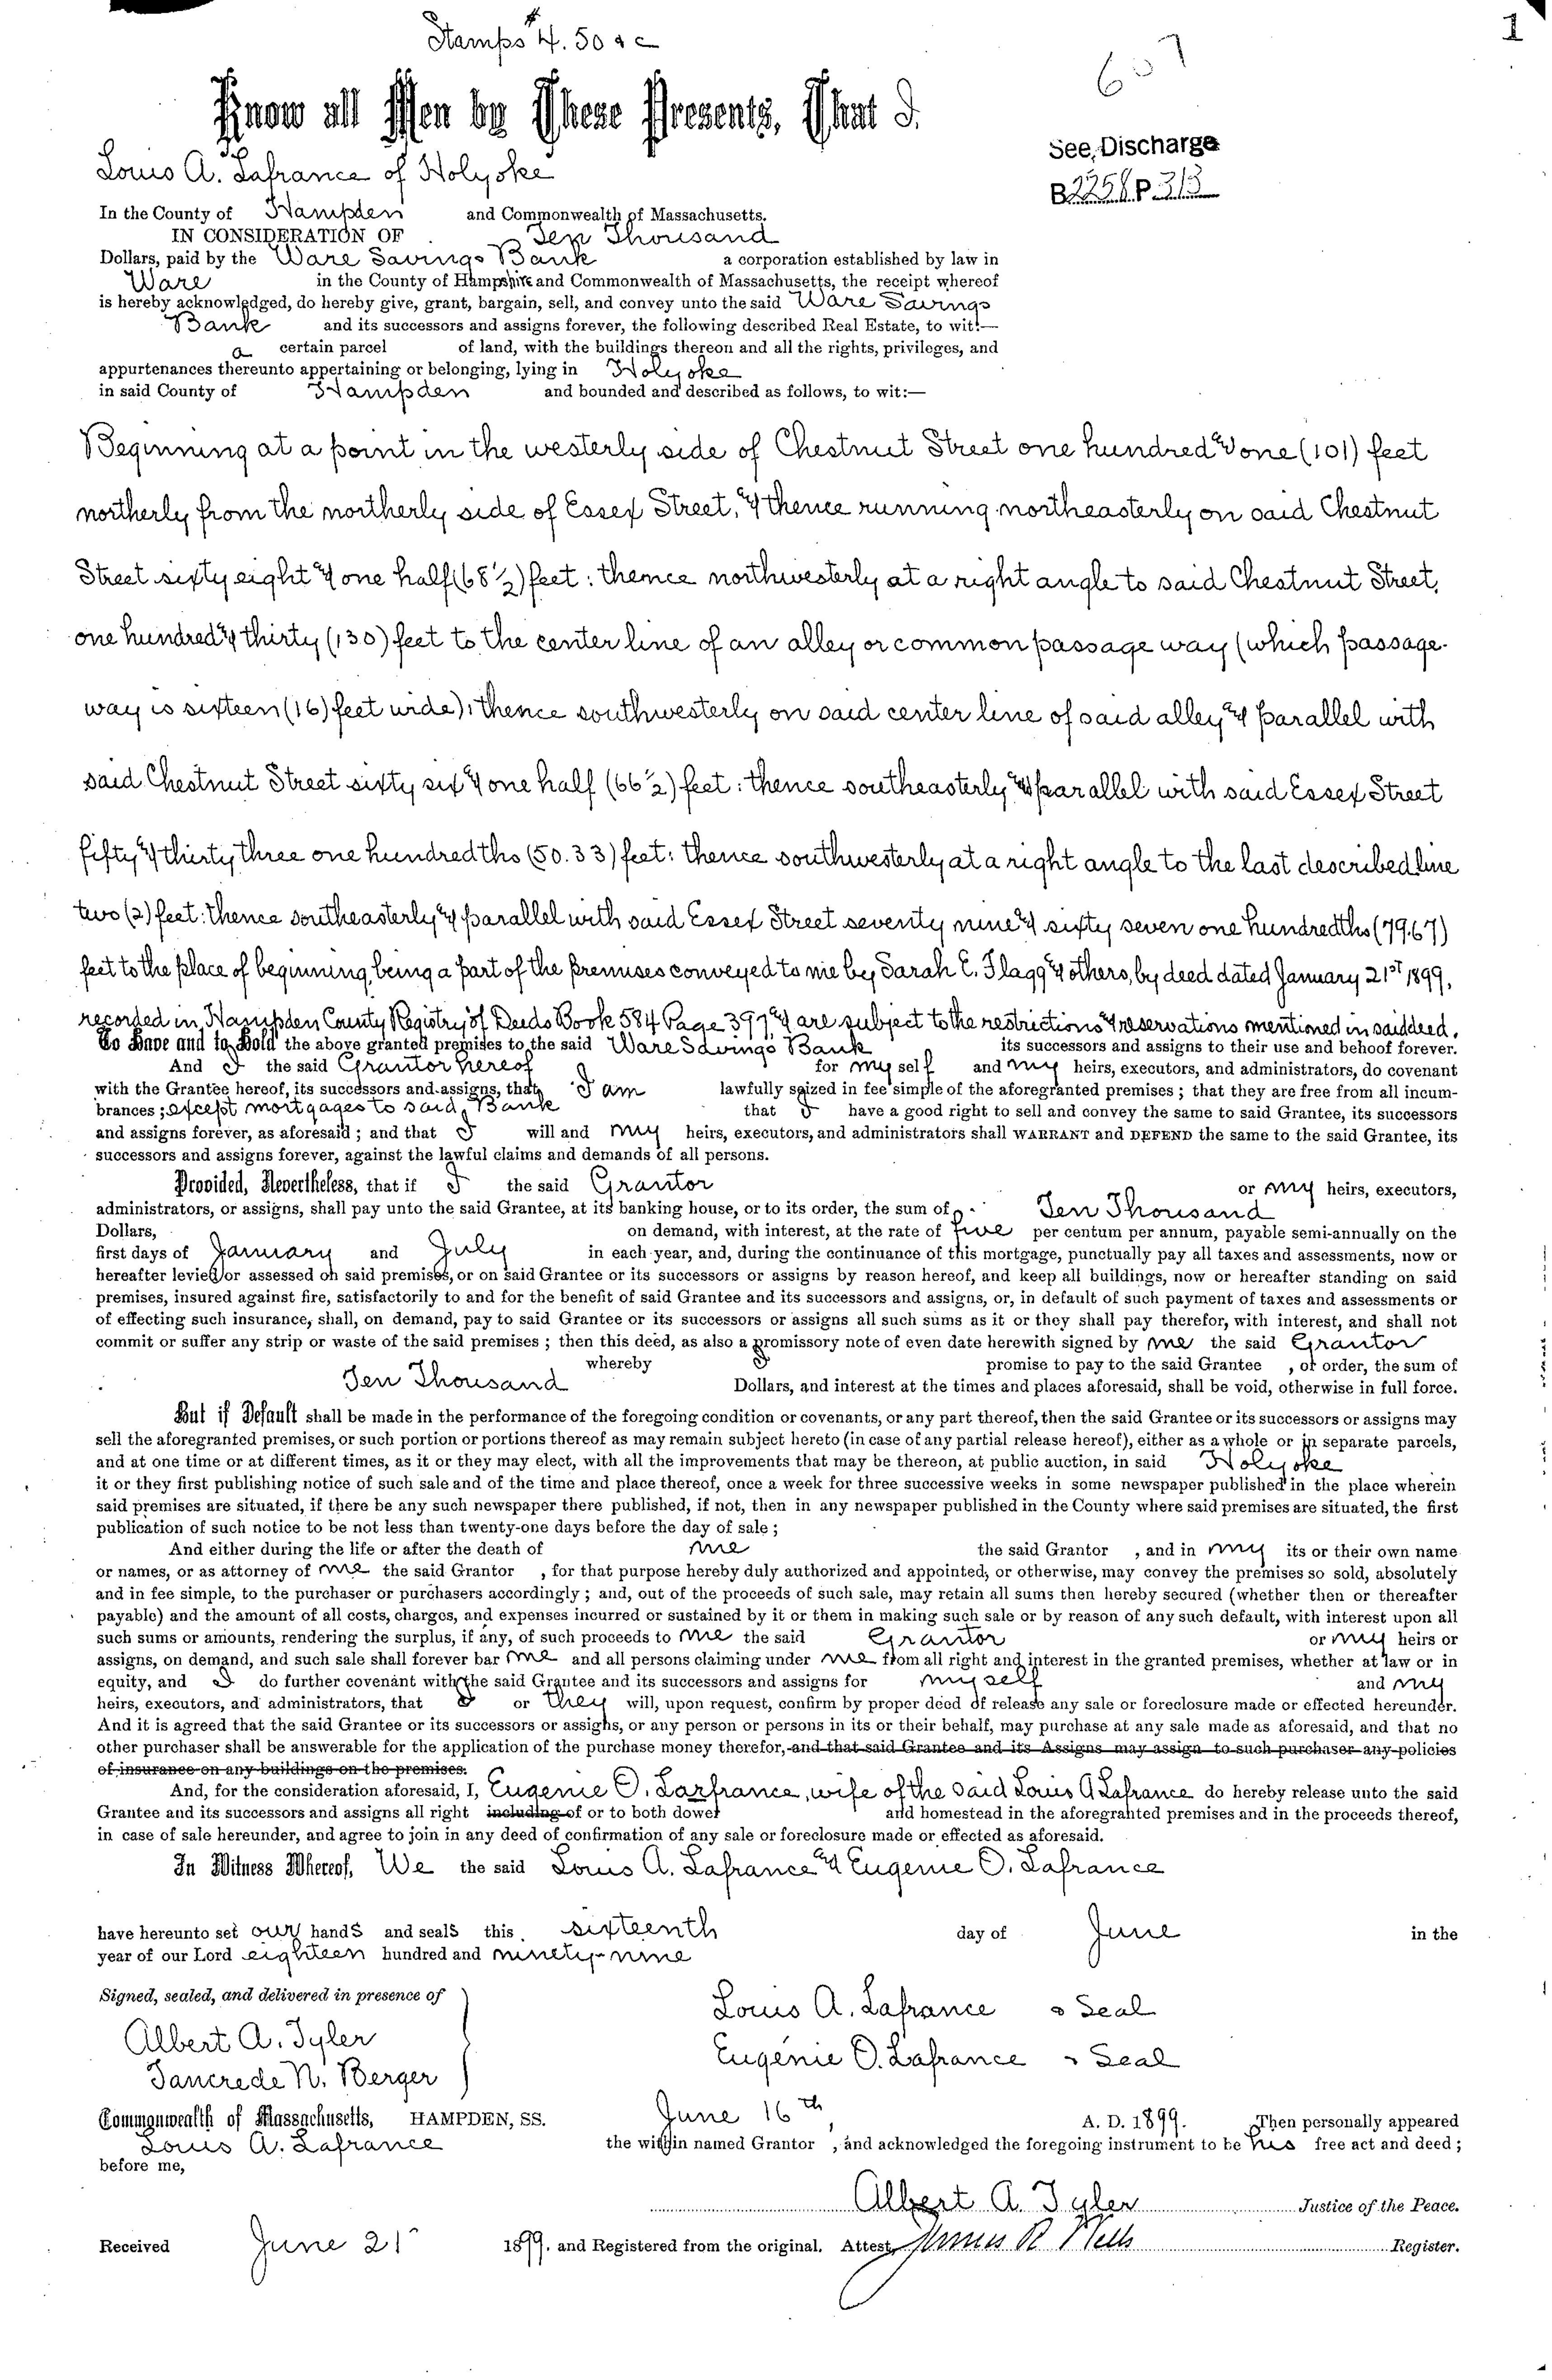 1
Stamps $4.50 & c
607
Know all Men by These Presents, That I.
See Discharge
Louis A. Lafrance of Holyoke
B 2258 P 313
In the County of Hampden and Commonwealth of Massachusetts.
IN CONSIDERATION OF Ten Thousand
Dollars, paid by the Ware Savings Bank a corporation established by law in
Ware in the County of Hampshire and Commonwealth of Massachusetts, the receipt whereof
is hereby acknowledged, do hereby give, grant, bargain, sell, and convey unto the said Ware Savings
Bank and its successors and assigns forever, the following described Real Estate, to wit:—
a certain parcel of land, with the buildings thereon and all the rights, privileges, and
appurtenances thereunto appertaining or belonging, lying in Holyoke
in said County of Hampden and bounded and described as follows, to wit:—
Beginning at a point in the westerly side of Chestnut Street one hundred & one (101) feet
northerly from the northerly side of Essex Street, & thence running northeasterly on said Chestnut
Street sixty eight & one half (68 1/2) feet: thence northwesterly at a right angle to said Chestnut Street,
one hundred & thirty (130) feet to the center line of an alley or common passage way (which passage-
way is sixteen (16) feet wide); thence southwesterly on said center line of said alley & parallel with
said Chestnut Street sixty six & one half (66 1/2) feet: thence southeasterly & parallel with said Essex Street
fifty & thirty three one hundredths (50.33) feet: thence southwesterly at a right angle to the last described line
two (2) feet: thence southeasterly & parallel with said Essex Street seventy nine & sixty seven one hundredths (79.67)
feet to the place of beginning, being a part of the premises conveyed to me by Sarah E. Flagg & others, by deed dated January 21st 1899,
recorded in Hampden County Registry of Deeds Book 584 Page 397 & are subject to the restrictions & reservations mentioned in said deed.
To Have and to Hold the above granted premises to the said Ware Savings Bank its successors and assigns to their use and behoof forever.
And I the said Grantor hereof for my self and my heirs, executors, and administrators, do covenant
with the Grantee hereof, its successors and assigns, that I am lawfully seized in fee simple of the aforegranted premises; that they are free from all incum-
brances; except mortgages to said Bank that I have a good right to sell and convey the same to said Grantee, its successors
and assigns forever, as aforesaid; and that I will and my heirs, executors, and administrators shall WARRANT and DEFEND the same to the said Grantee, its
successors and assigns forever, against the lawful claims and demands of all persons.
Provided, Nevertheless, that if I the said Grantor or my heirs, executors,
administrators, or assigns, shall pay unto the said Grantee, at its banking house, or to its order, the sum of Ten Thousand
Dollars, on demand, with interest, at the rate of five per centum per annum, payable semi-annually on the
first days of January and July in each year, and, during the continuance of this mortgage, punctually pay all taxes and assessments, now or
hereafter levied or assessed on said premises, or on said Grantee or its successors or assigns by reason hereof, and keep all buildings, now or hereafter standing on said
premises, insured against fire, satisfactorily to and for the benefit of said Grantee and its successors and assigns, or, in default of such payment of taxes and assessments or
of effecting such insurance, shall, on demand, pay to said Grantee or its successors or assigns all such sums as it or they shall pay therefor, with interest, and shall not
commit or suffer any strip or waste of the said premises; then this deed, as also a promissory note of even date herewith signed by me the said Grantor
whereby I promise to pay to the said Grantee , or order, the sum of
Ten Thousand Dollars, and interest at the times and places aforesaid, shall be void, otherwise in full force.
But if Default shall be made in the performance of the foregoing condition or covenants, or any part thereof, then the said Grantee or its successors or assigns may
sell the aforegranted premises, or such portion or portions thereof as may remain subject hereto (in case of any partial release hereof), either as a whole or in separate parcels,
and at one time or at different times, as it or they may elect, with all the improvements that may be thereon, at public auction, in said Holyoke
it or they first publishing notice of such sale and of the time and place thereof, once a week for three successive weeks in some newspaper published in the place wherein
said premises are situated, if there be any such newspaper there published, if not, then in any newspaper published in the County where said premises are situated, the first
publication of such notice to be not less than twenty-one days before the day of sale;
And either during the life or after the death of me the said Grantor , and in my its or their own name
or names, or as attorney of me the said Grantor , for that purpose hereby duly authorized and appointed, or otherwise, may convey the premises so sold, absolutely
and in fee simple, to the purchaser or purchasers accordingly; and, out of the proceeds of such sale, may retain all sums then hereby secured (whether then or thereafter
payable) and the amount of all costs, charges, and expenses incurred or sustained by it or them in making such sale or by reason of any such default, with interest upon all
such sums or amounts, rendering the surplus, if any, of such proceeds to me the said Grantor or my heirs or
assigns, on demand, and such sale shall forever bar me and all persons claiming under me from all right and interest in the granted premises, whether at law or in
equity, and I do further covenant with the said Grantee and its successors and assigns for my self and my
heirs, executors, and administrators, that I or they will, upon request, confirm by proper deed of release any sale or foreclosure made or effected hereunder.
And it is agreed that the said Grantee or its successors or assigns, or any person or persons in its or their behalf, may purchase at any sale made as aforesaid, and that no
other purchaser shall be answerable for the application of the purchase money therefor, and that said Grantee and its Assigns may assign to such purchaser any policies
of insurance on any buildings on the premises.
And, for the consideration aforesaid, I, Eugenie O. Larfrance, wife of the said Louis A Lafrance do hereby release unto the said
Grantee and its successors and assigns all right including of or to both dower and homestead in the aforegranted premises and in the proceeds thereof,
in case of sale hereunder, and agree to join in any deed of confirmation of any sale or foreclosure made or effected as aforesaid.
In Witness Whereof, We the said Louis A. Lafrance & Eugenie O. Lafrance
have hereunto set our hands and seals this sixteenth day of June in the
year of our Lord eighteen hundred and ninety-nine
Signed, sealed, and delivered in presence of
Louis A. Lafrance Seal
Albert A. Tyler
Eugénie O. Lafrance Seal
Tancrede N. Berger
Commonwealth of Massachusetts, HAMPDEN, SS. June 16th A. D. 1899. Then personally appeared
Louis A. Lafrance the within named Grantor , and acknowledged the foregoing instrument to be his free act and deed;
before me,
Albert A. Tyler Justice of the Peace.
Received June 21 1899. and Registered from the original. Attest, James R Wells Register.